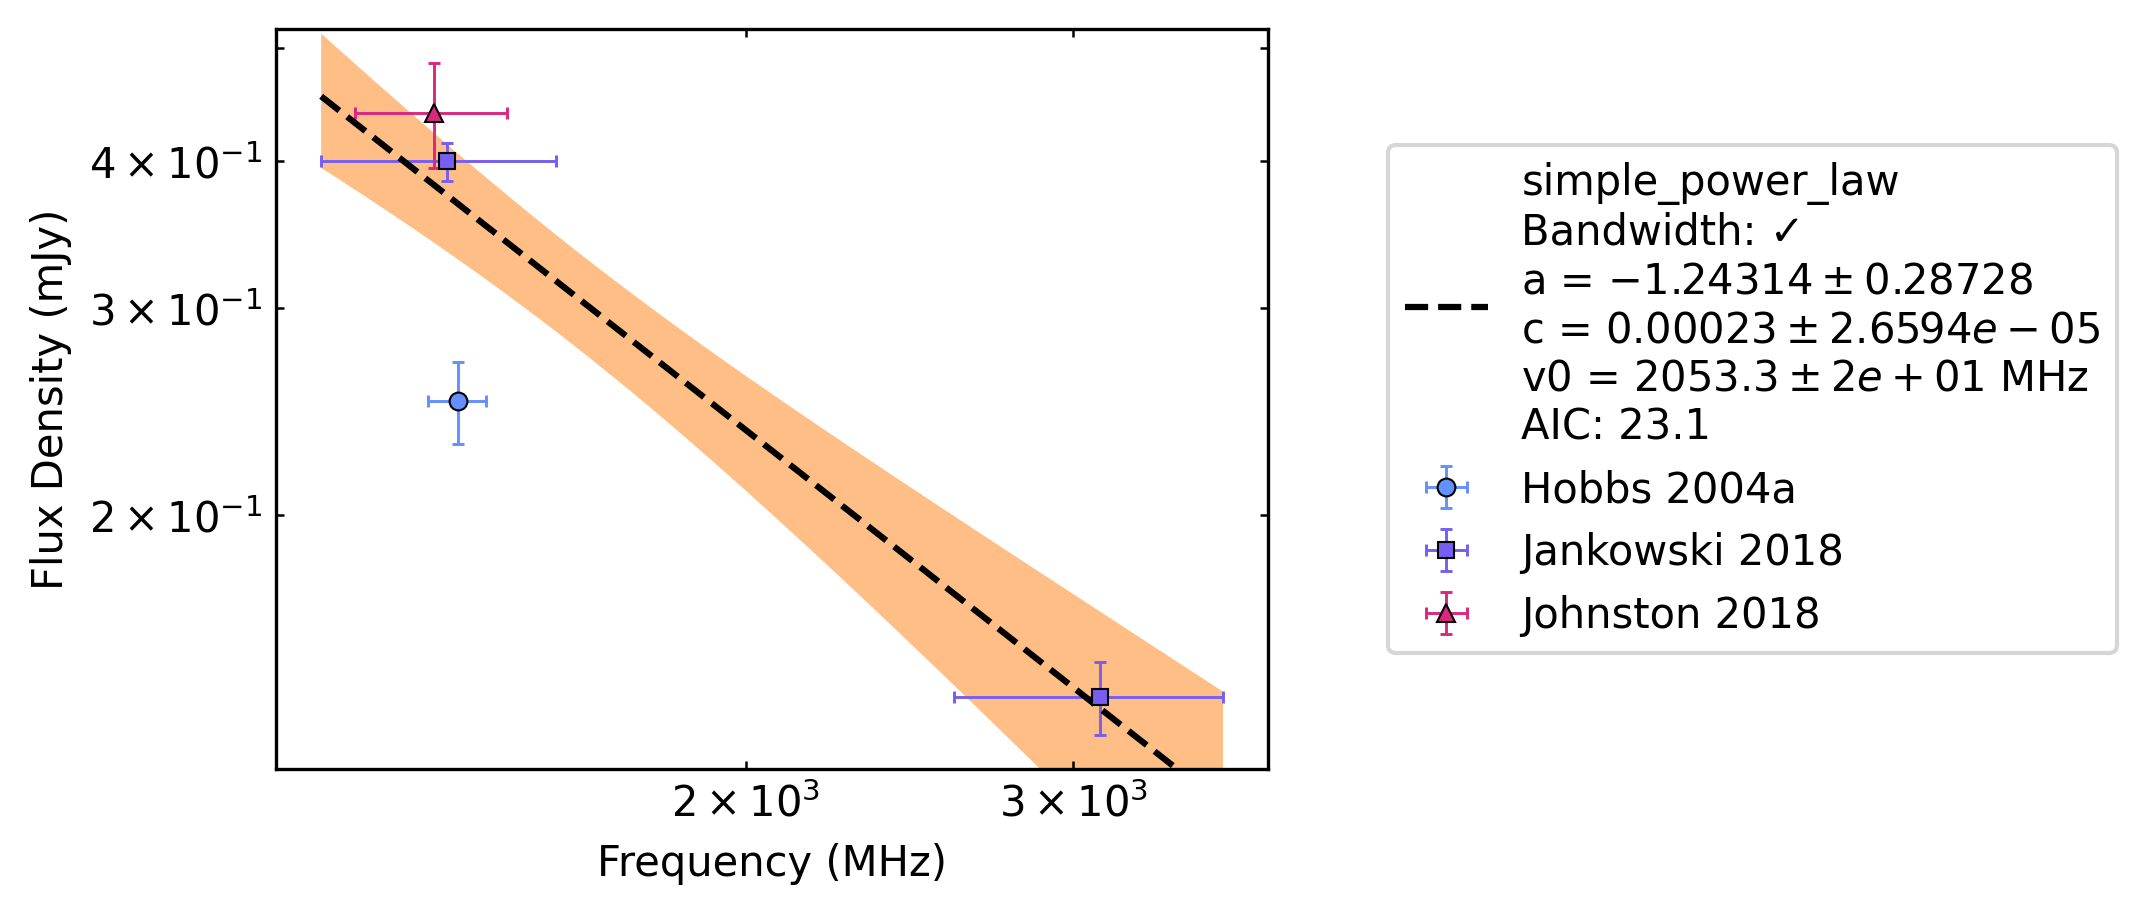 Flux Density (mJy)
4 × 10⁻¹
3 × 10⁻¹
2 × 10⁻¹
2 × 10³
3 × 10³
Frequency (MHz)
simple_power_law
Bandwidth: ✓
a = −1.24314 ± 0.28728
c = 0.00023 ± 2.6594e − 05
v0 = 2053.3 ± 2e + 01 MHz
AIC: 23.1
Hobbs 2004a
Jankowski 2018
Johnston 2018